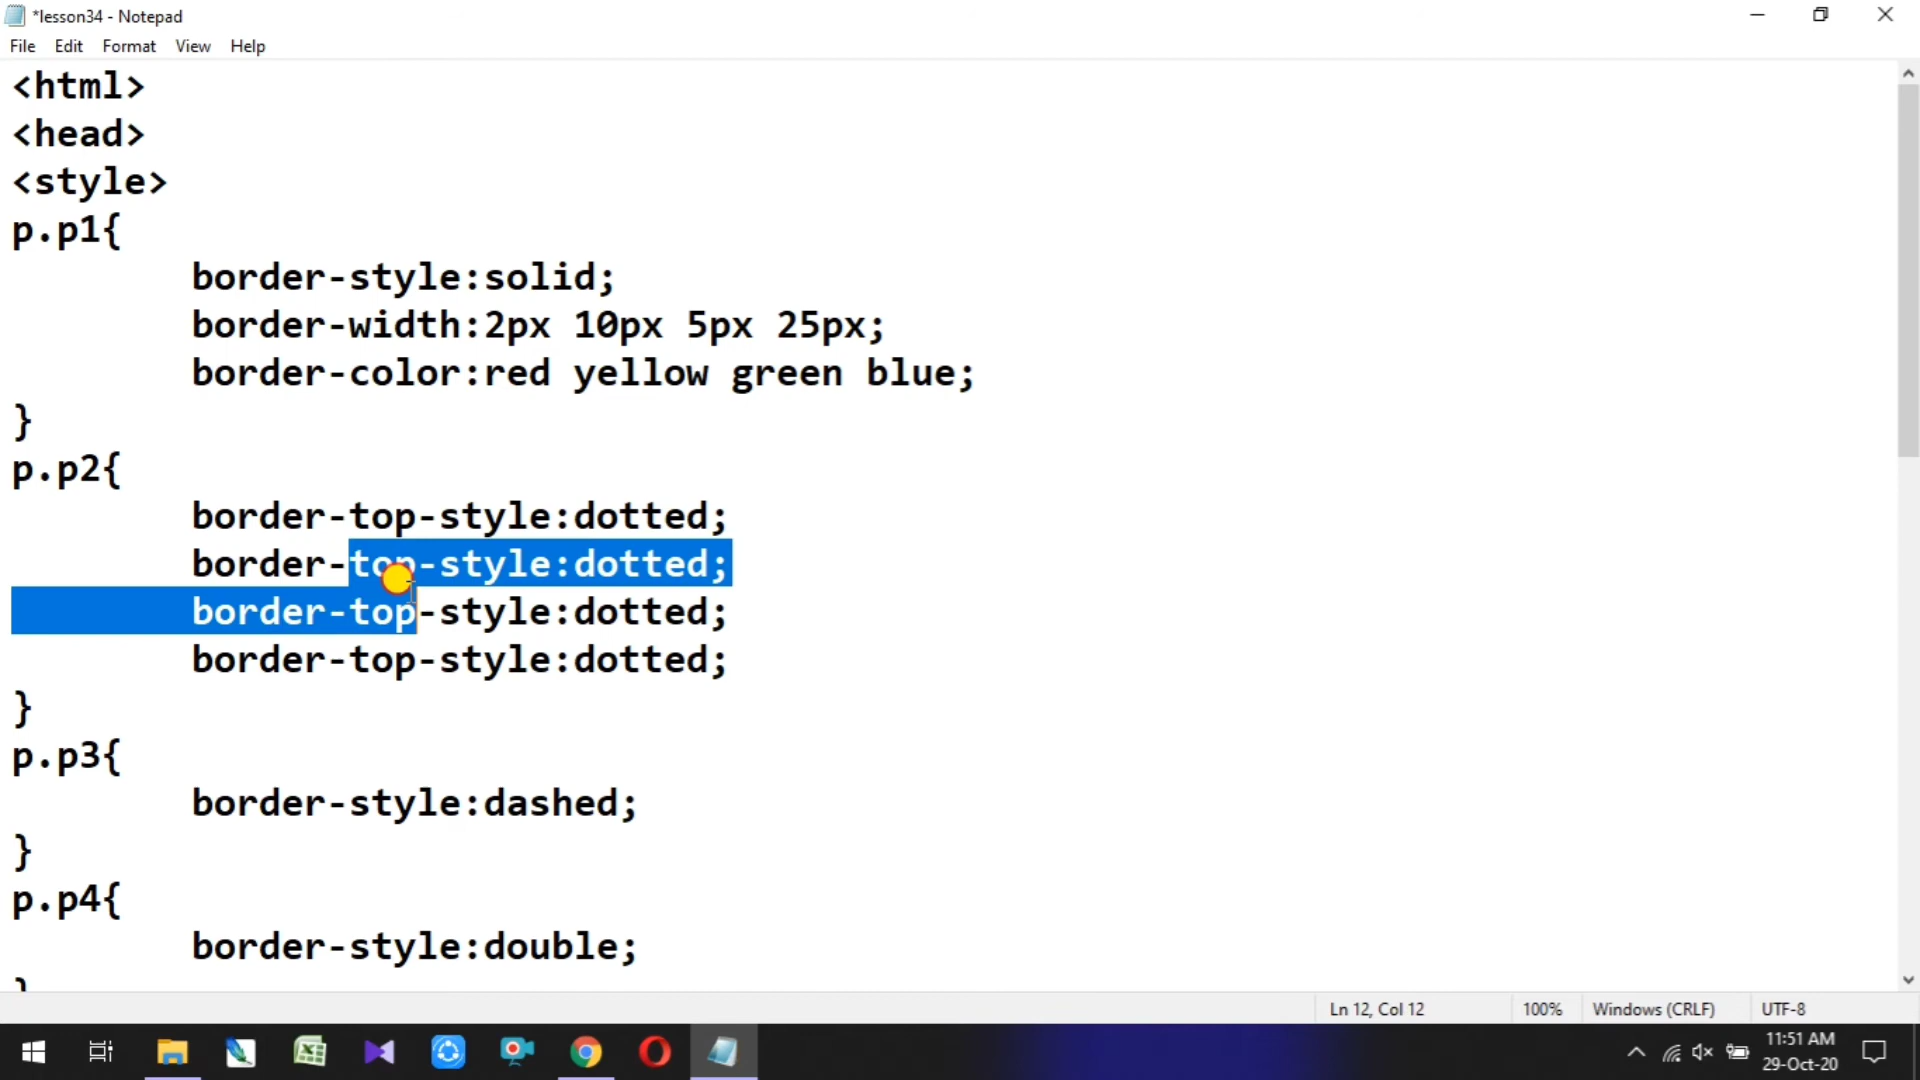 *lesson34 - Notepad
File Edit Format View Help
<html>
<head>
<style>
p.p1{
border-style:solid;
border-width:2px 10px 5px 25px;
border-color:red yellow green blue;
}
p.p2{
border-top-style:dotted;
border-top-style:dotted;
border-top-style:dotted;
border-top-style:dotted;
}
p.p3{
border-style:dashed;
}
p.p4{
border-style:double;
}
Ln 12, Col 12 100% Windows (CRLF) UTF-8
11:51 AM
29-Oct-20